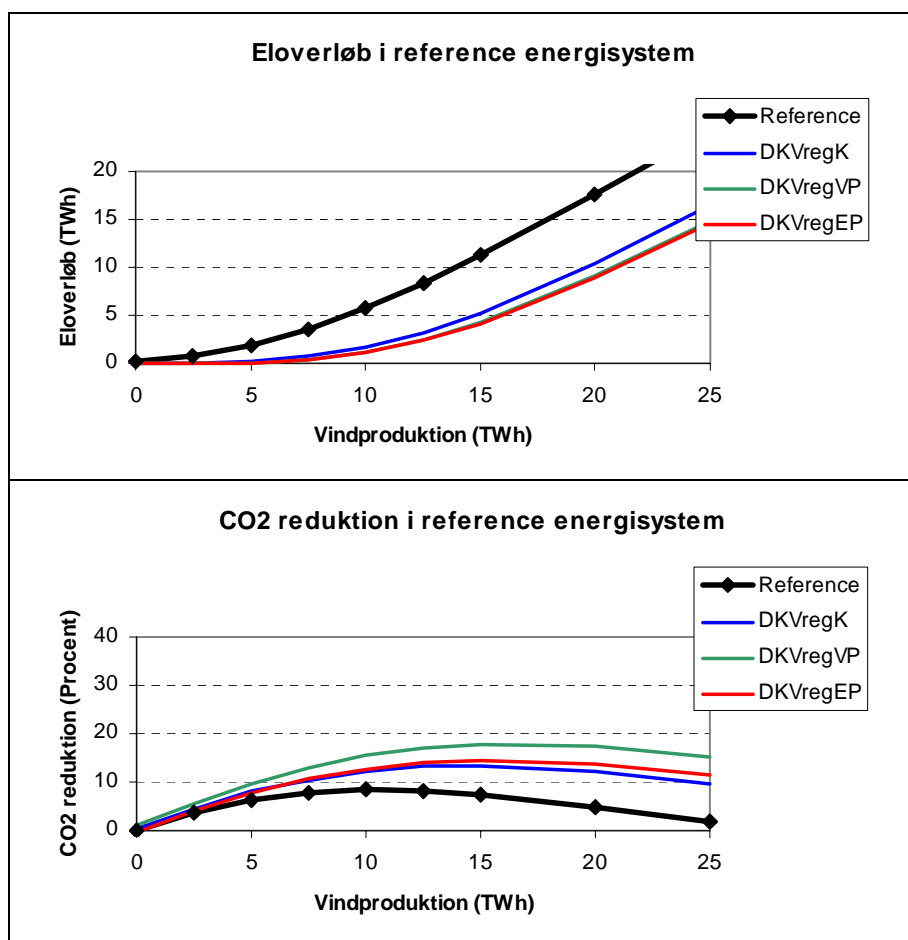 Eloverløb i reference energisystem
Reference
DKVregK
DKVregVP
DKVregEP
Eloverløb (TWh)
20
15
10
5
0
0 5 10 15 20 25
Vindproduktion (TWh)
CO2 reduktion i reference energisystem
Reference
DKVregK
DKVregVP
DKVregEP
CO2 reduktion (Procent)
40
30
20
10
0
0 5 10 15 20 25
Vindproduktion (TWh)